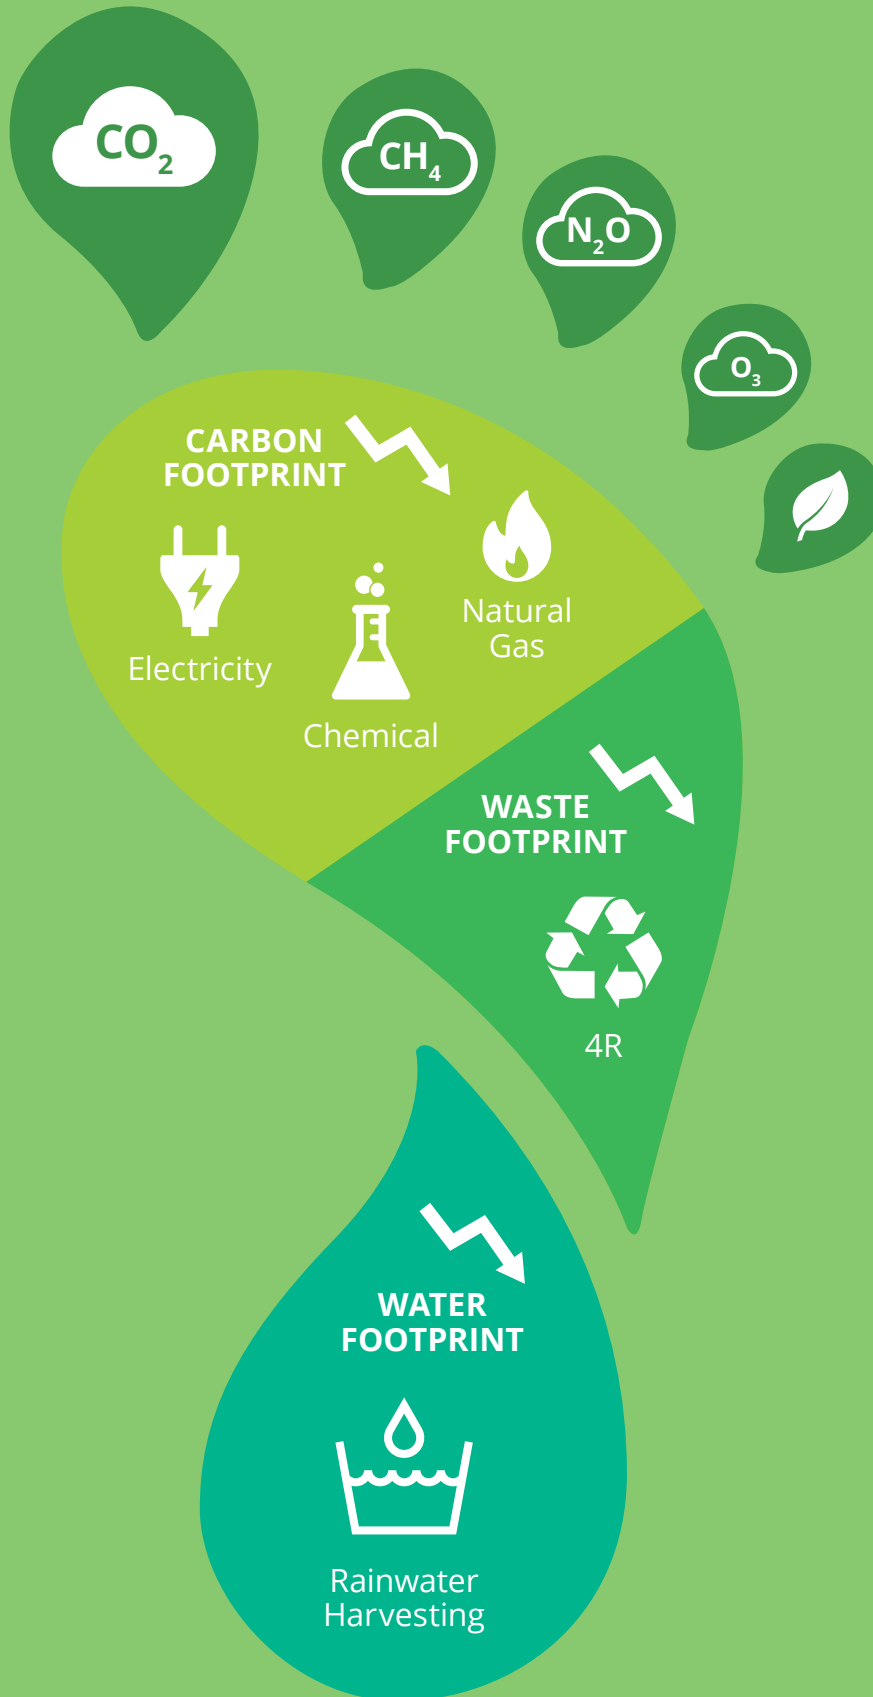 CO₂
CH₄
N₂O
O₃
CARBON
FOOTPRINT
Electricity
Chemical
Natural
Gas
WASTE
FOOTPRINT
4R
WATER
FOOTPRINT
Rainwater
Harvesting